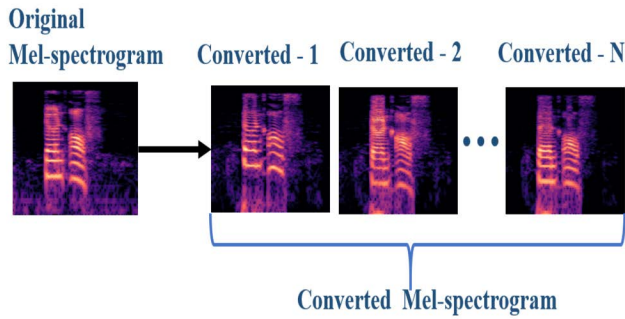 Original
Mel-spectrogram
Converted - 1
Converted - 2
Converted - N
Converted Mel-spectrogram